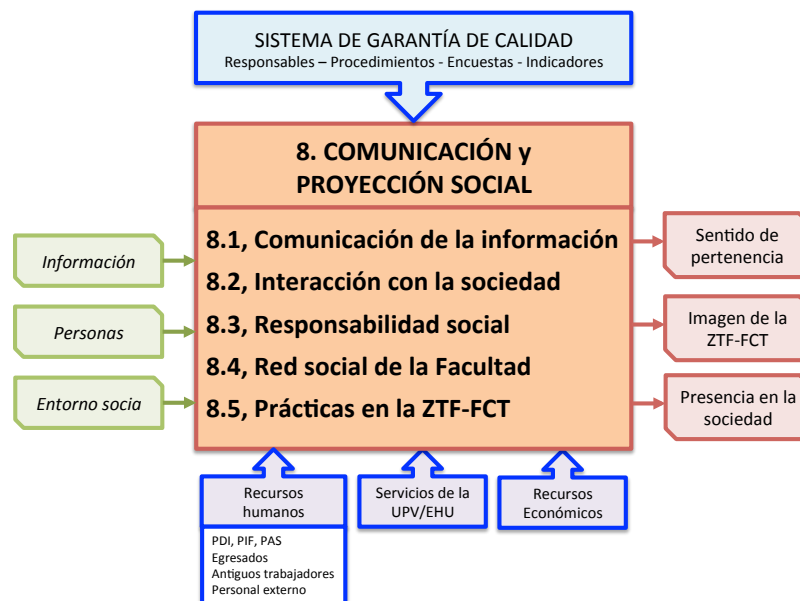 SISTEMA DE GARANTÍA DE CALIDAD
Responsables – Procedimientos - Encuestas - Indicadores
8. COMUNICACIÓN y
PROYECCIÓN SOCIAL
8.1, Comunicación de la información
8.2, Interacción con la sociedad
8.3, Responsabilidad social
8.4, Red social de la Facultad
8.5, Prácticas en la ZTF-FCT
Información
Personas
Entorno socia
Sentido de
pertenencia
Imagen de la
ZTF-FCT
Presencia en la
sociedad
Recursos
humanos
PDI, PIF, PAS
Egresados
Antiguos trabajadores
Personal externo
Servicios de la
UPV/EHU
Recursos
Económicos